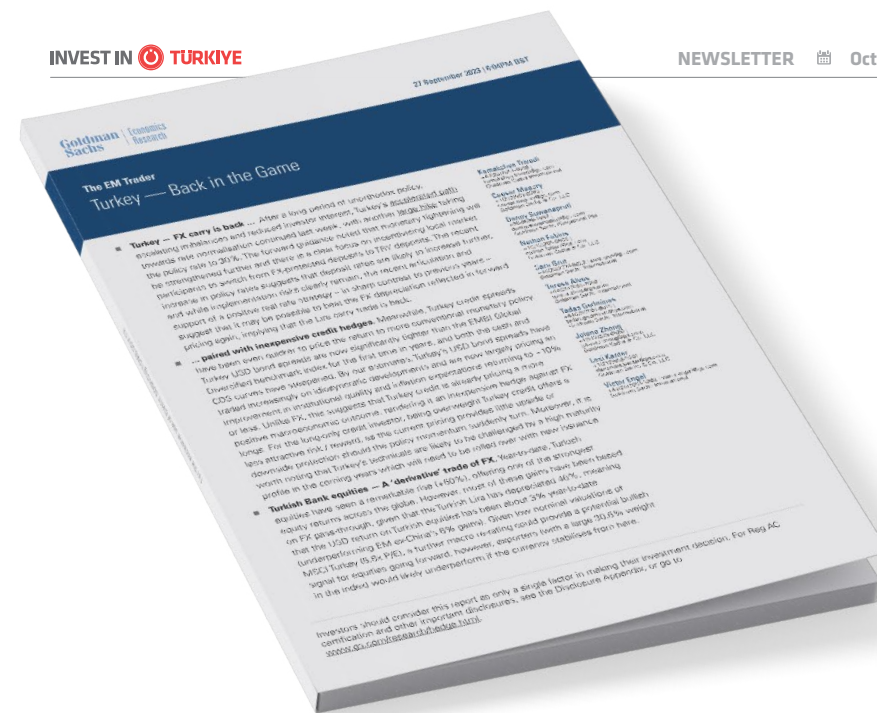 INVEST IN TÜRKİYE
NEWSLETTER Oct
27 September 2023 | 6:04PM BST
Goldman Sachs
Economics Research
The EM Trader
Turkey — Back in the Game
■ Turkey — FX carry is back … After a long period of unorthodox policy,
escalating imbalances and reduced investor interest, Turkey's accelerated path
towards rate normalisation continued last week, with another large hike taking
the policy rate to 30%. The forward guidance noted that monetary tightening will
be strengthened further and there is a clear focus on incentivising local market
participants to switch from FX-protected deposits to TRY deposits. The recent
increase in policy rates suggests that deposit rates are likely to increase further,
and while implementation risks clearly remain, the recent articulation and
support of a positive real rate strategy – in sharp contrast to previous years –
suggest that it may be possible to beat the FX depreciation reflected in forward
pricing again, implying that the Lira carry trade is back.
■ … paired with inexpensive credit hedges. Meanwhile, Turkey credit spreads
have been even quicker to price the return to more conventional monetary policy
Turkey USD bond spreads are now significantly tighter than the EMBI Global
Diversified benchmark index for the first time in years, and both the cash and
CDS curves have steepened. By our estimates Turkey's USD bond spreads have
traded increasingly on idiosyncratic developments and are now largely pricing an
improvement in institutional quality and inflation expectations returning to ~10%
or less. Unlike FX, this suggests that Turkey credit is already pricing a more
positive macroeconomic outcome, rendering it an inexpensive hedge against FX
longs. For the long-only credit investor, being overweight Turkey credit offers a
less attractive risk / reward, as the current pricing provides little upside or
downside protection should the policy momentum suddenly turn. Moreover, it is
worth noting that Turkey's technicals are likely to be challenged by a high maturity
profile in the coming years which will need to be rolled over with new issuance
■ Turkish Bank equities — A 'derivative' trade of FX. Year-to-date, Turkish
equities have seen a remarkable rise (+50%), offering one of the strongest
equity returns across the globe. However, most of these gains have been based
on FX pass-through, given that the Turkish Lira has depreciated 46%, meaning
that the USD return on Turkish equities has been about 3% year-to-date
(underperforming EM ex-China's 6% gains). Given low nominal valuations of
MSCI Turkey (5.5x P/E), a further macro re-rating could provide a potential bullish
signal for equities going forward, however, exporters (with a large 30.6% weight
in the index) would likely underperform if the currency stabilises from here.
Kamakshya Trivedi
Caesar Maasry
Teresa Alves
Tadas Gedminas
Victor Engel
Investors should consider this report as only a single factor in making their investment decision. For Reg AC
certification and other important disclosures, see the Disclosure Appendix, or go to
www.gs.com/research/hedge.html.